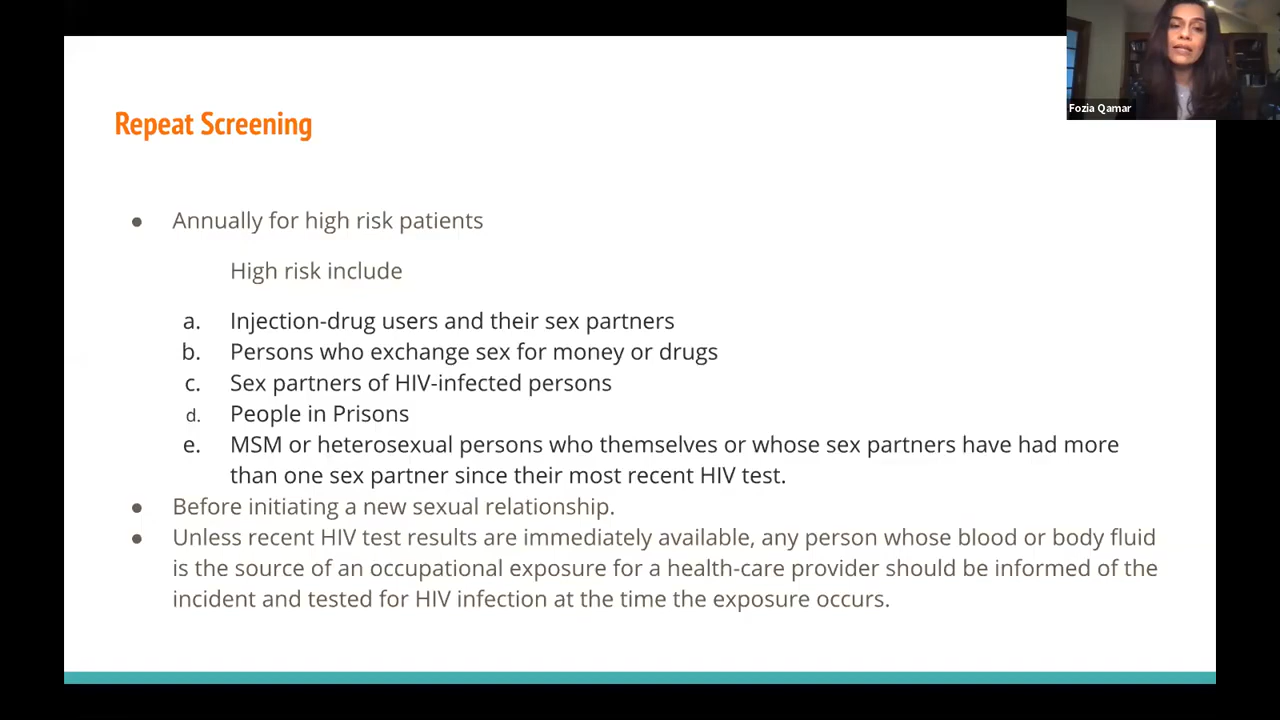 Fozia Qamar
Repeat Screening
● Annually for high risk patients
High risk include
a. Injection-drug users and their sex partners
b. Persons who exchange sex for money or drugs
c. Sex partners of HIV-infected persons
d. People in Prisons
e. MSM or heterosexual persons who themselves or whose sex partners have had more
than one sex partner since their most recent HIV test.
● Before initiating a new sexual relationship.
● Unless recent HIV test results are immediately available, any person whose blood or body fluid
is the source of an occupational exposure for a health-care provider should be informed of the
incident and tested for HIV infection at the time the exposure occurs.